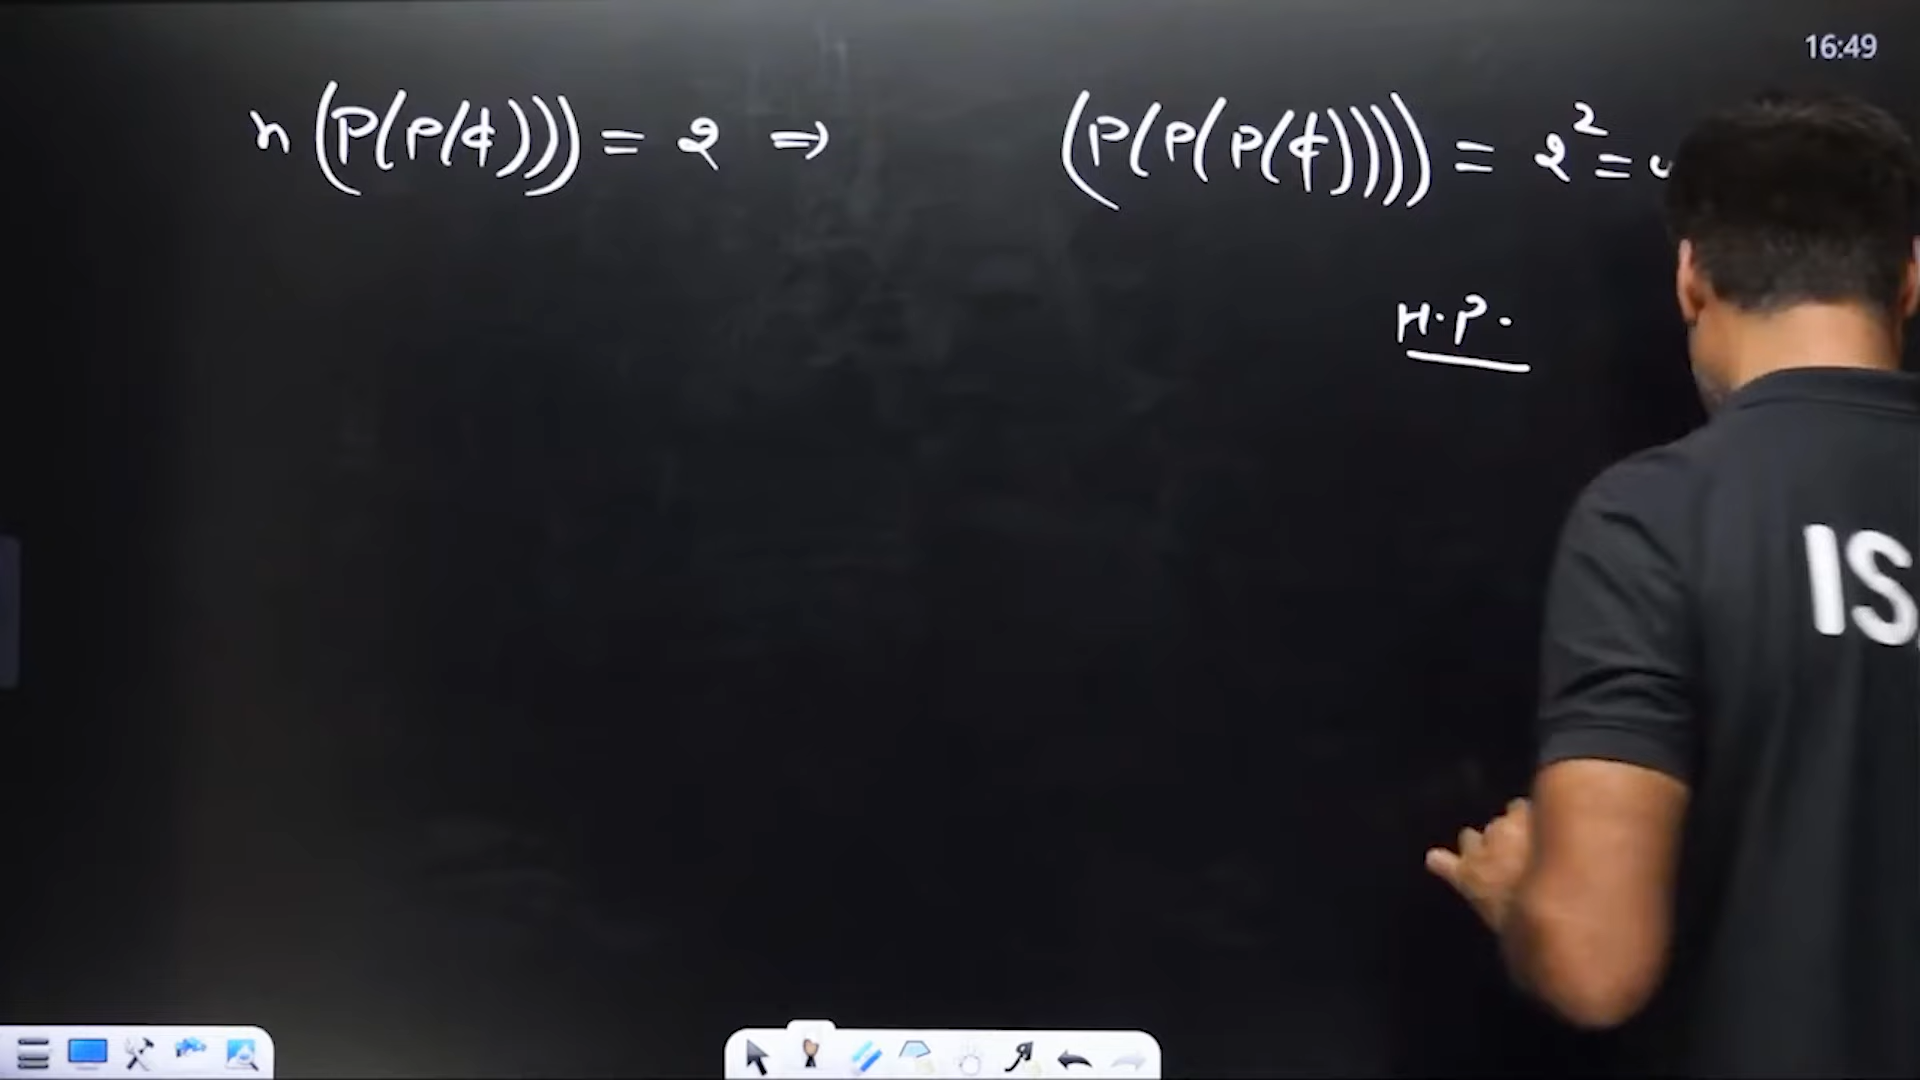 16:49
n (P(P(ϕ))) = 2 ⇒ (P(P(P(ϕ)))) = 2² =
H.P.
IS